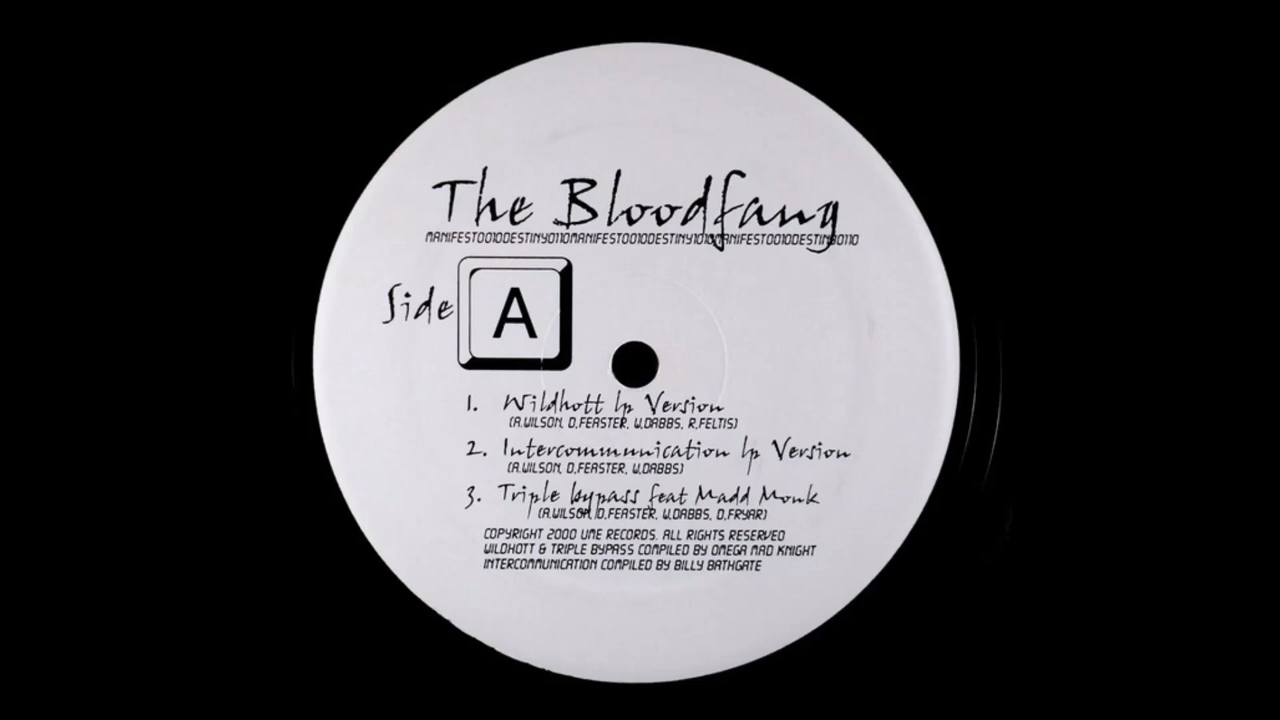 The Bloodfang
MANIFESTO010DESTINY0110MANIFESTO010DESTINY1010MANIFESTO010DESTINY0110
Side A
1. Wildhott lp Version
(A.WILSON, D.FEASTER, W.DABBS, R.FELTIS)
2. Intercommunication lp Version
(A.WILSON, D.FEASTER, W.DABBS)
3. Triple bypass feat Madd Monk
(A.WILSON, D.FEASTER, W.DABBS, D.FRYAR)
COPYRIGHT 2000 UME RECORDS. ALL RIGHTS RESERVED
WILDHOTT & TRIPLE BYPASS COMPILED BY OMEGA MAD KNIGHT
INTERCOMMUNICATION COMPILED BY BILLY BATHGATE